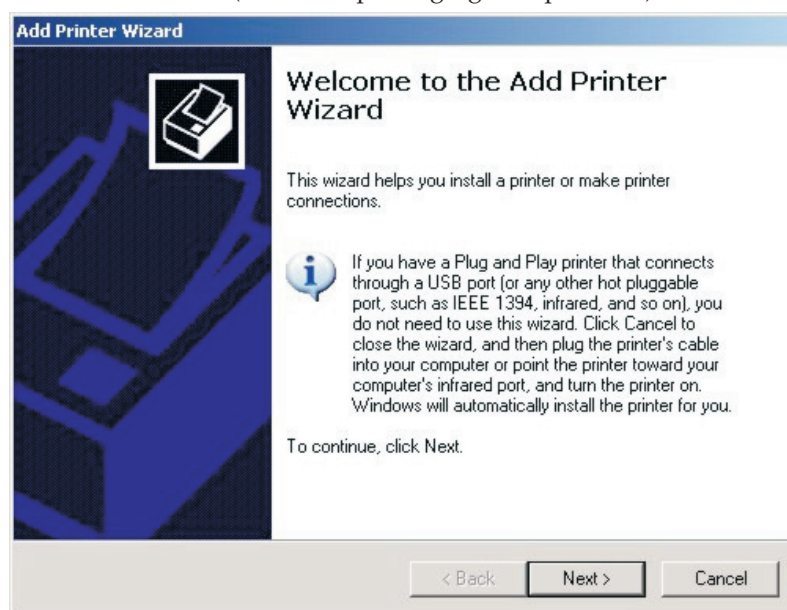 Add Printer Wizard
Welcome to the Add Printer
Wizard
This wizard helps you install a printer or make printer
connections.
If you have a Plug and Play printer that connects
through a USB port (or any other hot pluggable
port, such as IEEE 1394, infrared, and so on), you
do not need to use this wizard. Click Cancel to
close the wizard, and then plug the printer's cable
into your computer or point the printer toward your
computer's infrared port, and turn the printer on.
Windows will automatically install the printer for you.
To continue, click Next.
< Back Next > Cancel